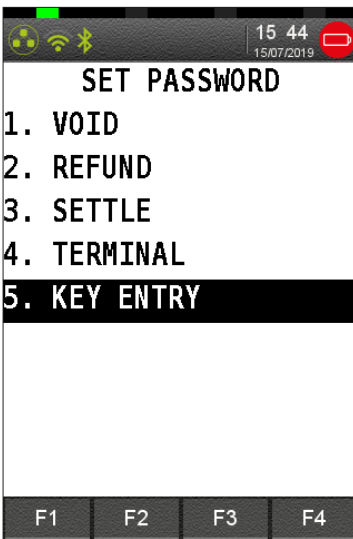 15 44
15/07/2019
SET PASSWORD
1. VOID
2. REFUND
3. SETTLE
4. TERMINAL
5. KEY ENTRY
F1 F2 F3 F4